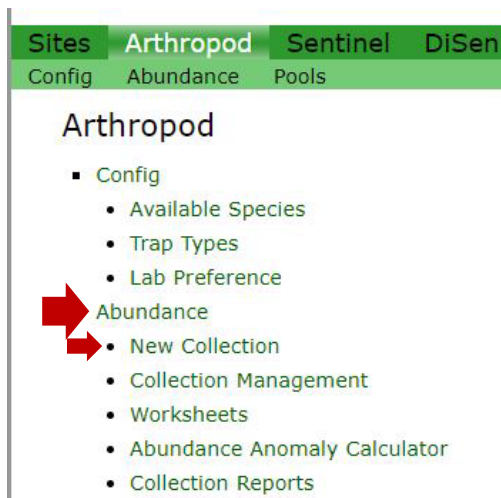 Sites Arthropod Sentinel DiSen
Config Abundance Pools
Arthropod
Config
Available Species
Trap Types
Lab Preference
Abundance
New Collection
Collection Management
Worksheets
Abundance Anomaly Calculator
Collection Reports